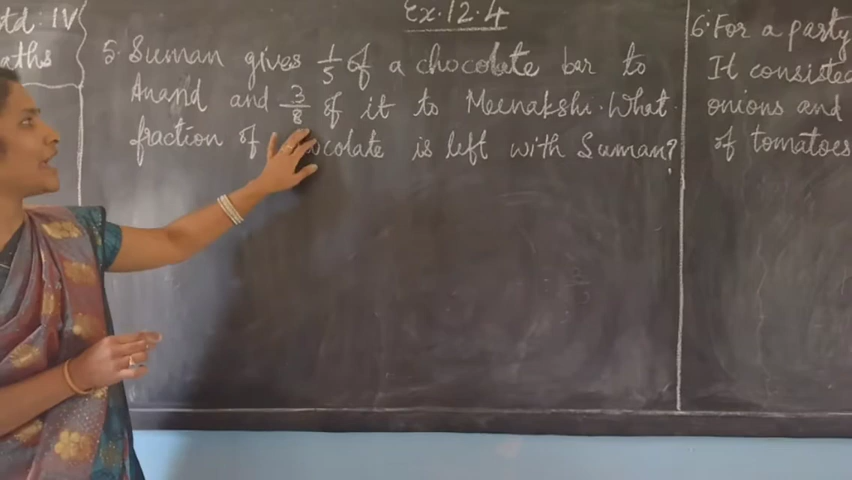 td : IV
aths
Ex. 12.4
5. Suman gives 1/5 of a chocolate bar to
Anand and 3/8 of it to Meenakshi. What
fraction of chocolate is left with Suman?
6. For a party
It consisted
onions and
of tomatoes